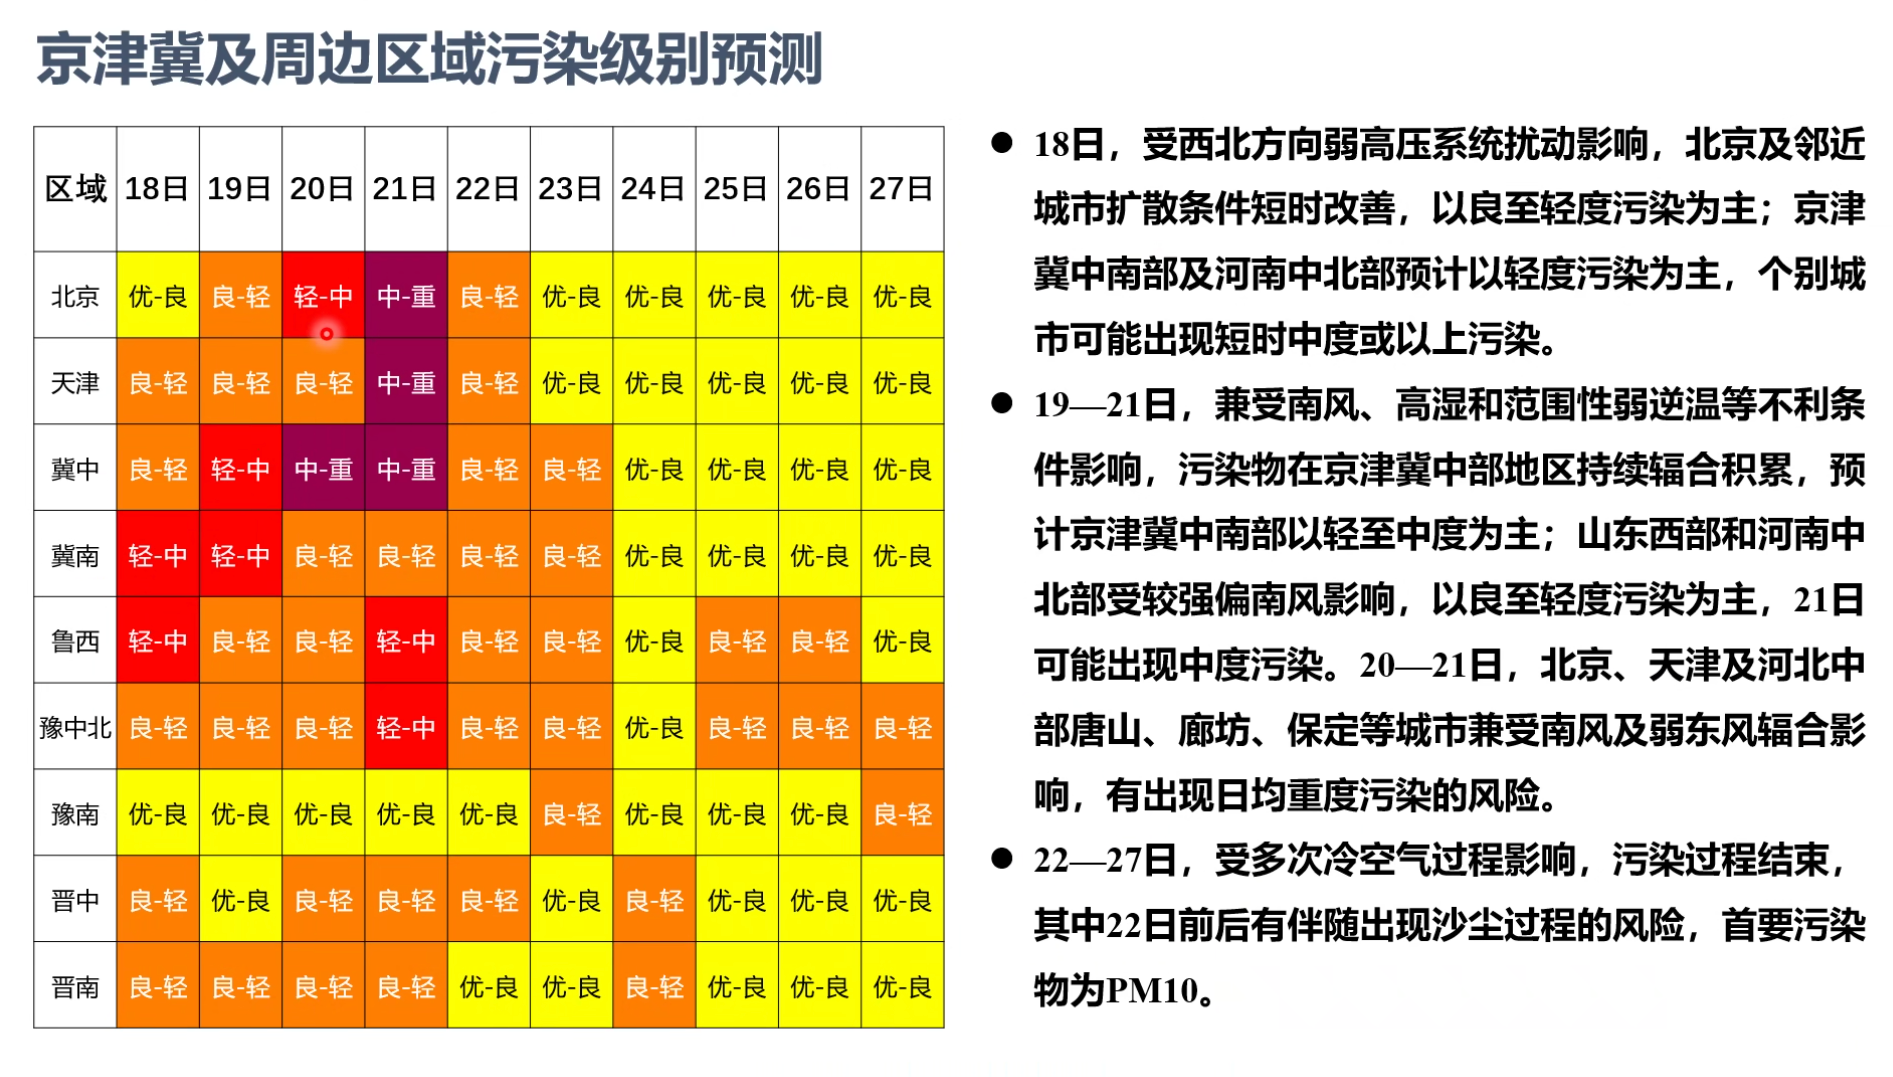 京津冀及周边区域污染级别预测
区域 18日 19日 20日 21日 22日 23日 24日 25日 26日 27日
北京 优-良 良-轻 轻-中 中-重 良-轻 优-良 优-良 优-良 优-良 优-良
天津 良-轻 良-轻 良-轻 中-重 良-轻 优-良 优-良 优-良 优-良 优-良
冀中 良-轻 轻-中 中-重 中-重 良-轻 良-轻 优-良 优-良 优-良 优-良
冀南 轻-中 轻-中 良-轻 良-轻 良-轻 良-轻 优-良 优-良 优-良 优-良
鲁西 轻-中 良-轻 良-轻 轻-中 良-轻 良-轻 优-良 良-轻 良-轻 优-良
豫中北 良-轻 良-轻 良-轻 轻-中 良-轻 良-轻 优-良 良-轻 良-轻 良-轻
豫南 优-良 优-良 优-良 优-良 优-良 良-轻 优-良 优-良 优-良 良-轻
晋中 良-轻 优-良 良-轻 良-轻 良-轻 优-良 良-轻 优-良 优-良 优-良
晋南 良-轻 良-轻 良-轻 良-轻 优-良 优-良 良-轻 优-良 优-良 优-良
● 18日，受西北方向弱高压系统扰动影响，北京及邻近
城市扩散条件短时改善，以良至轻度污染为主；京津
冀中南部及河南中北部预计以轻度污染为主，个别城
市可能出现短时中度或以上污染。
● 19—21日，兼受南风、高湿和范围性弱逆温等不利条
件影响，污染物在京津冀中部地区持续辐合积累，预
计京津冀中南部以轻至中度为主；山东西部和河南中
北部受较强偏南风影响，以良至轻度污染为主，21日
可能出现中度污染。20—21日，北京、天津及河北中
部唐山、廊坊、保定等城市兼受南风及弱东风辐合影
响，有出现日均重度污染的风险。
● 22—27日，受多次冷空气过程影响，污染过程结束，
其中22日前后有伴随出现沙尘过程的风险，首要污染
物为PM10。